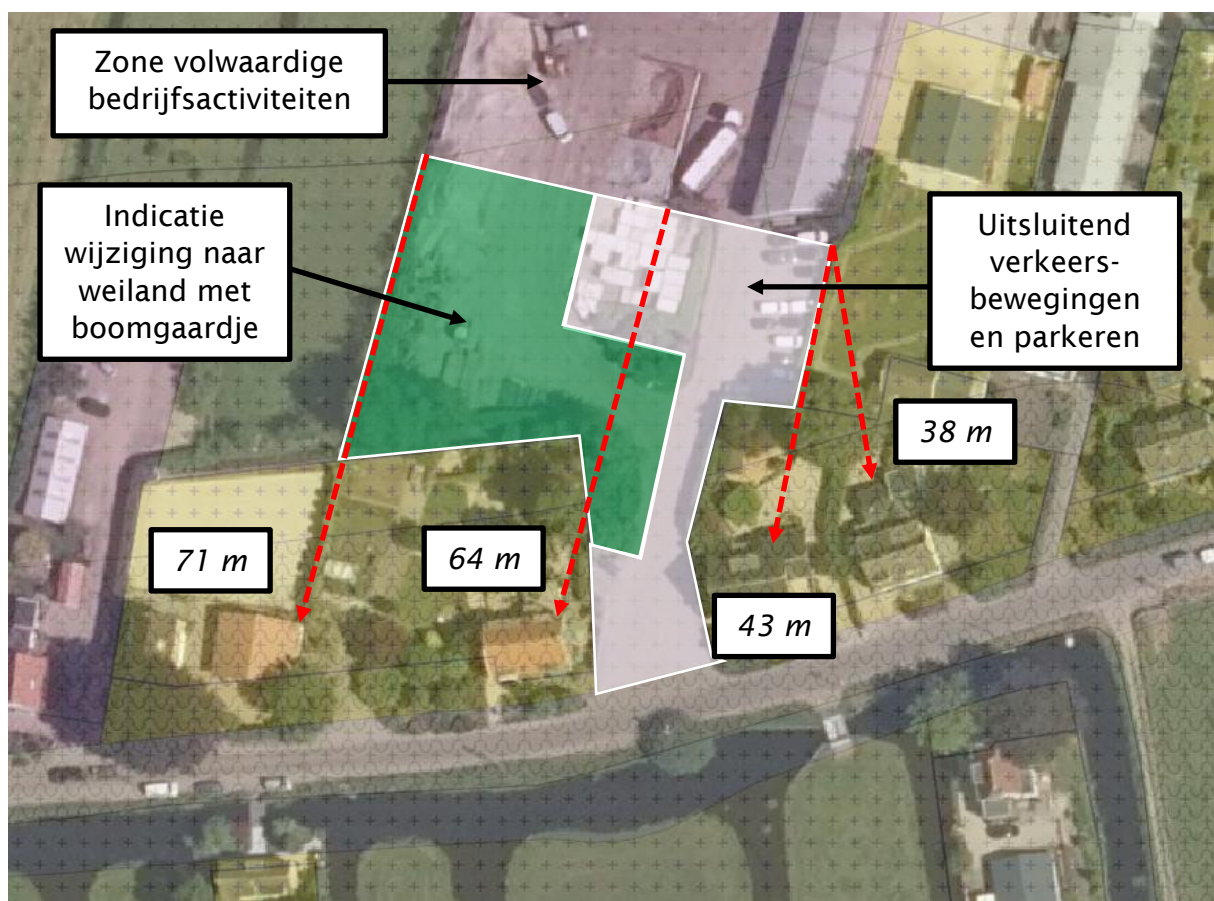 Zone volwaardige
bedrijfsactiviteiten
Indicatie
wijziging naar
weiland met
boomgaardje
Uitsluitend
verkeers-
bewegingen
en parkeren
38 m
71 m
64 m
43 m